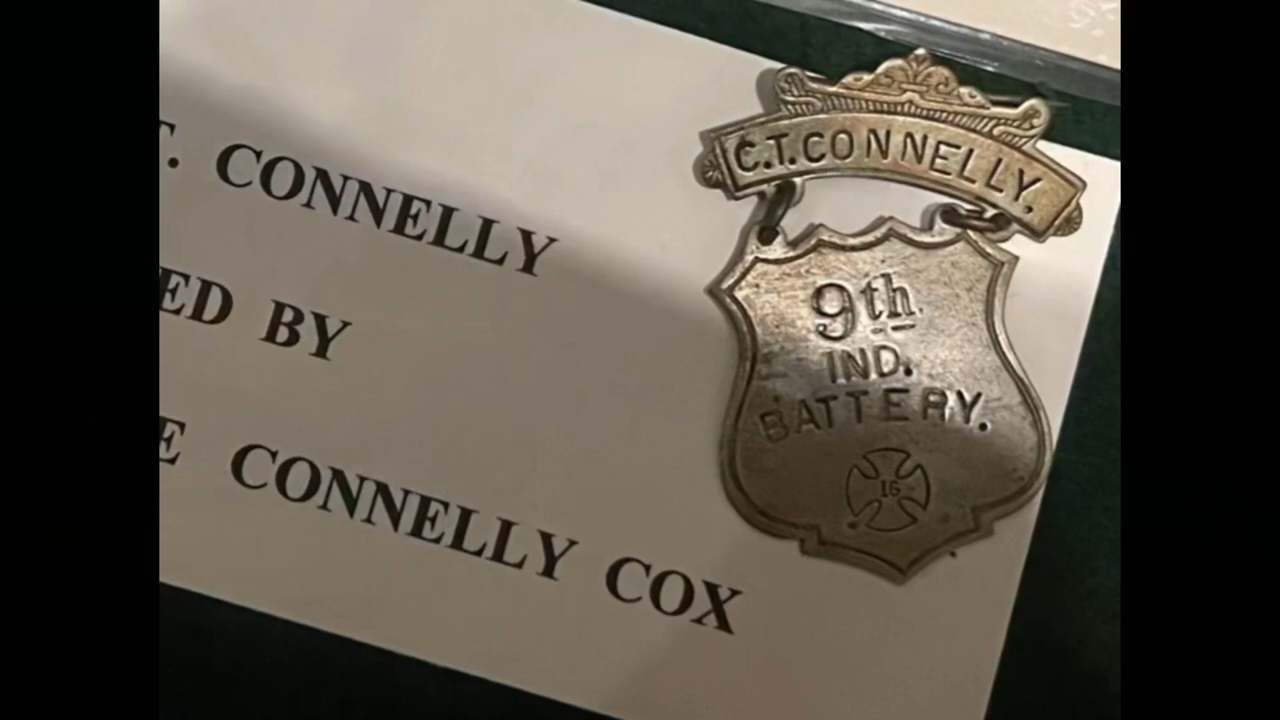 T. CONNELLY
ED BY
E CONNELLY COX
C.T. CONNELLY.
9th
IND.
BATTERY.
16